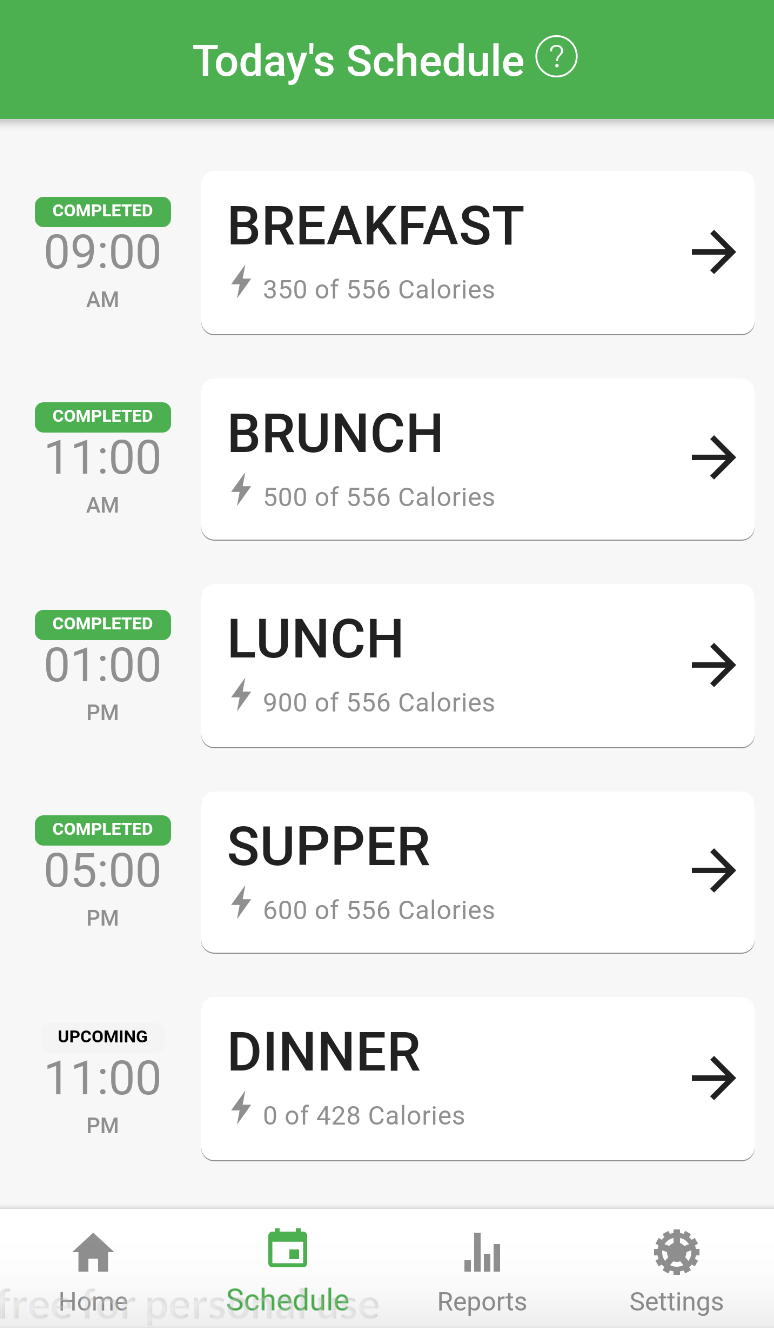 Today's Schedule ?
COMPLETED
09:00
AM
BREAKFAST
350 of 556 Calories
COMPLETED
11:00
AM
BRUNCH
500 of 556 Calories
COMPLETED
01:00
PM
LUNCH
900 of 556 Calories
COMPLETED
05:00
PM
SUPPER
600 of 556 Calories
UPCOMING
11:00
PM
DINNER
0 of 428 Calories
Home
Schedule
Reports
Settings
free for personal use